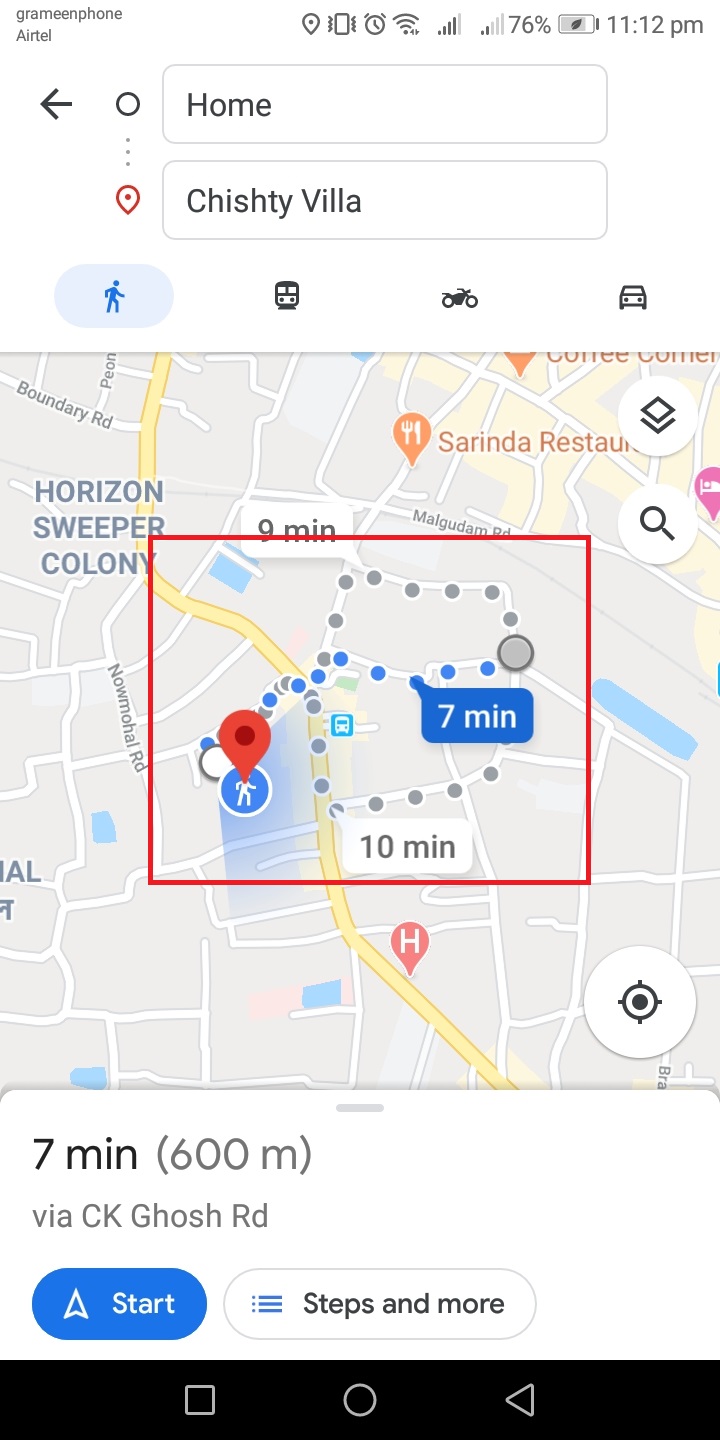 grameenphone
Airtel
76%
11:12 pm
Home
Chishty Villa
Coffee Corner
Peon
Boundary Rd
Sarinda Restaur
HORIZON
SWEEPER
COLONY
Malgudam Rd
9 min
Nowmohal Rd
7 min
10 min
IAL
ন
H
Bra
7 min (600 m)
via CK Ghosh Rd
Start
Steps and more